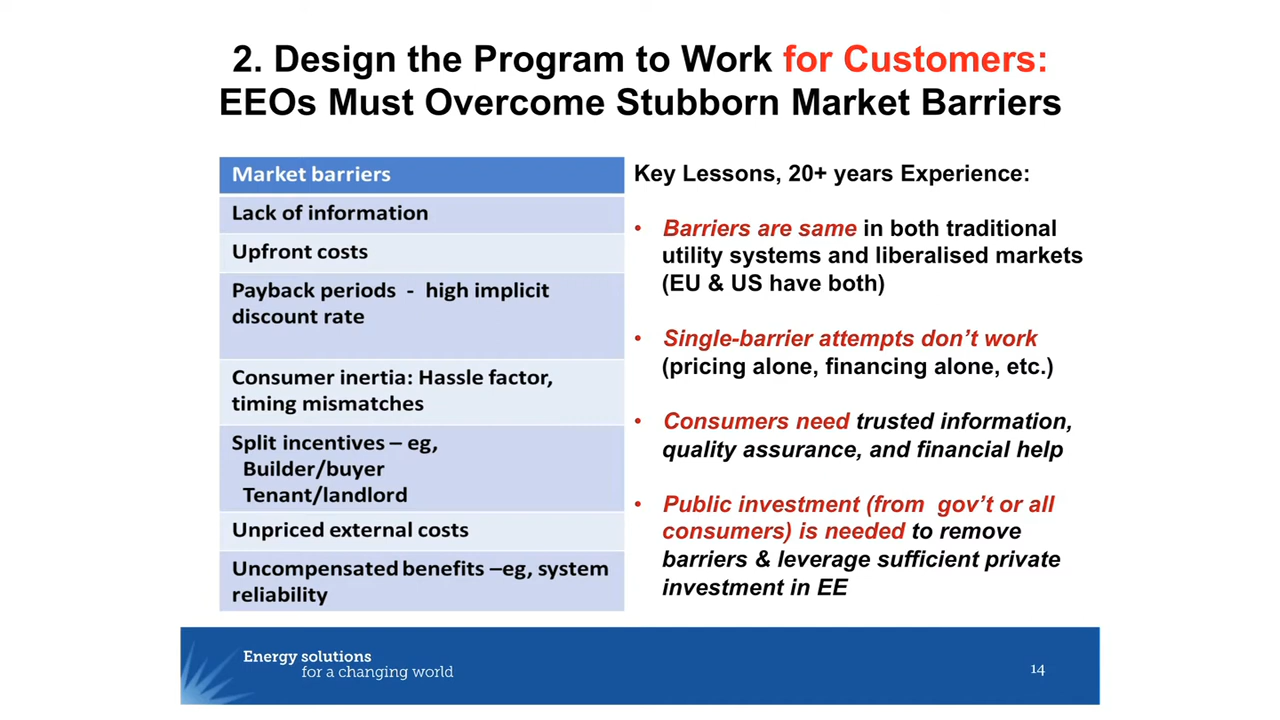 2. Design the Program to Work for Customers:
EEOs Must Overcome Stubborn Market Barriers
Market barriers
Lack of information
Upfront costs
Payback periods  -  high implicit
discount rate
Consumer inertia: Hassle factor,
timing mismatches
Split incentives – eg,
Builder/buyer
Tenant/landlord
Unpriced external costs
Uncompensated benefits –eg, system
reliability
Key Lessons, 20+ years Experience:
• Barriers are same in both traditional
utility systems and liberalised markets
(EU & US have both)
• Single-barrier attempts don’t work
(pricing alone, financing alone, etc.)
• Consumers need trusted information,
quality assurance, and financial help
• Public investment (from  gov’t or all
consumers) is needed to remove
barriers & leverage sufficient private
investment in EE
Energy solutions
for a changing world
14